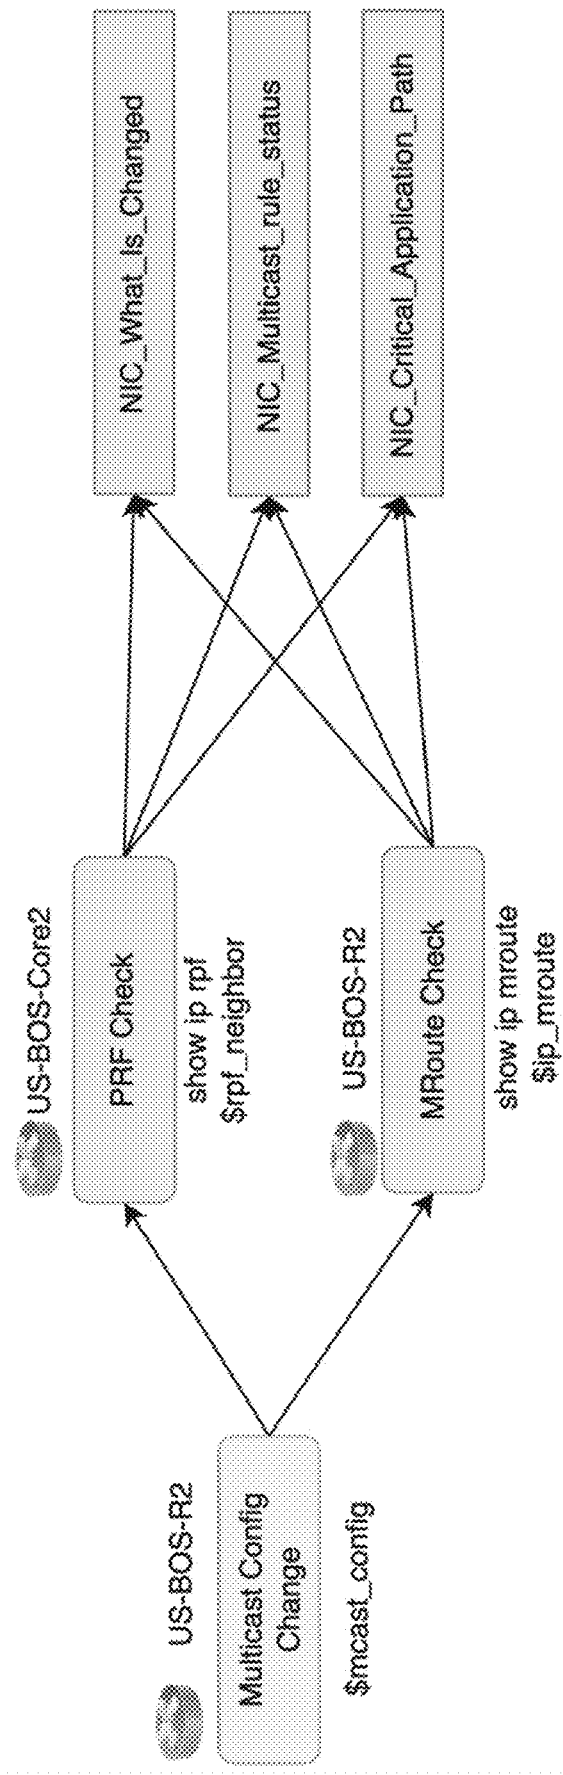 US-BOS-R2
Multicast Config
Change
$mcast_config
US-BOS-Core2
PRF Check
show ip rpf
$rpf_neighbor
US-BOS-R2
MRoute Check
show ip mroute
$ip_mroute
NIC_What_Is_Changed
NIC_Multicast_rule_status
NIC_Critical_Application_Path